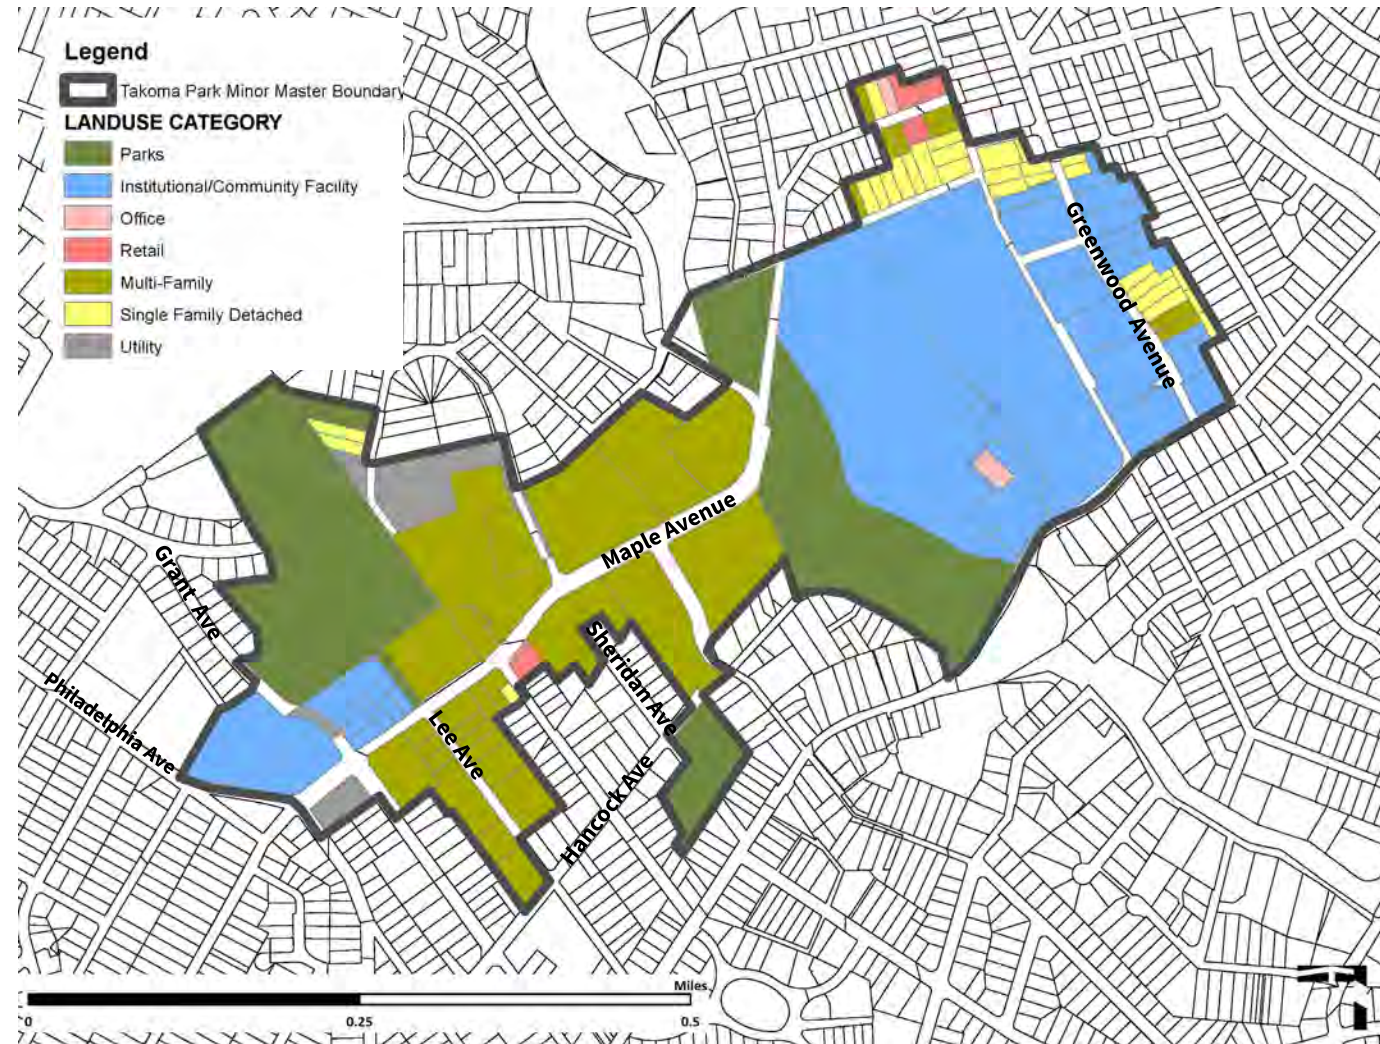 Legend
Takoma Park Minor Master Boundary
LANDUSE CATEGORY
Parks
Institutional/Community Facility
Office
Retail
Multi-Family
Single Family Detached
Utility
Greenwood Avenue
Maple Avenue
Grant Ave
Sheridan Ave
Philadelphia Ave
Lee Ave
Hancock Ave
Miles
0 0.25 0.5